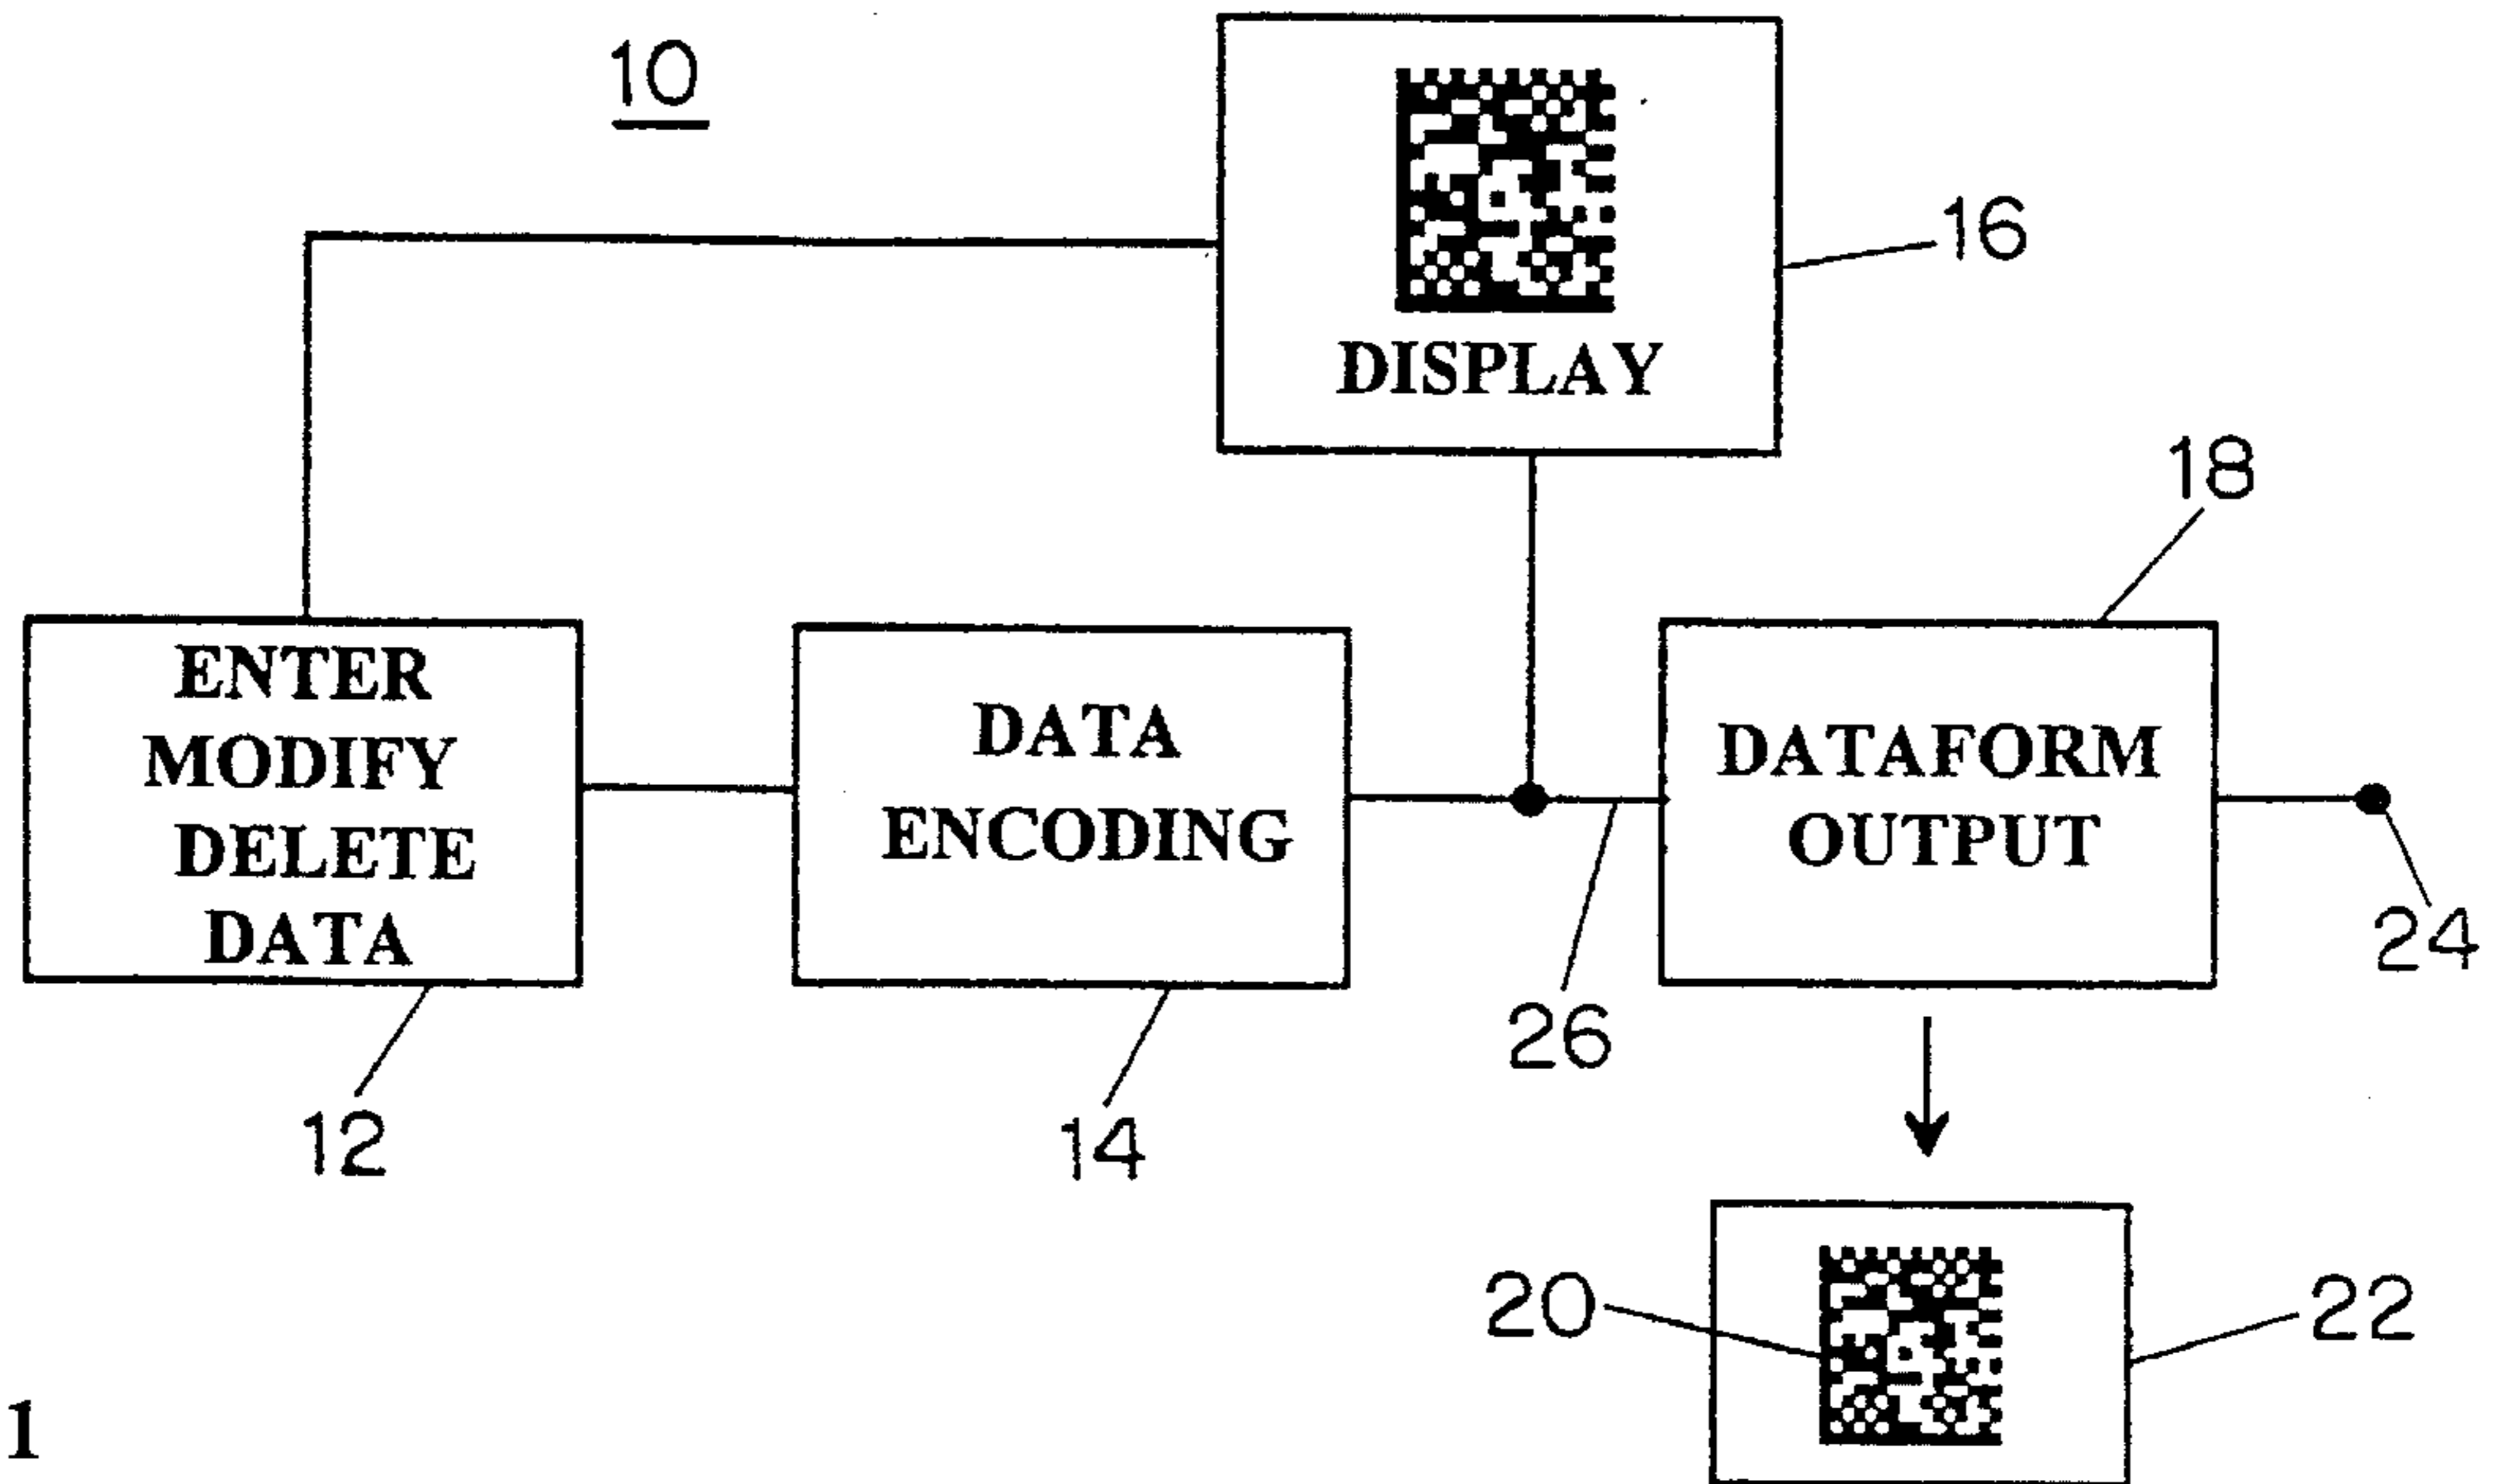 10
DISPLAY
16
18
ENTER
MODIFY
DELETE
DATA
DATA
ENCODING
DATAFORM
OUTPUT
24
26
12
14
20
22
1